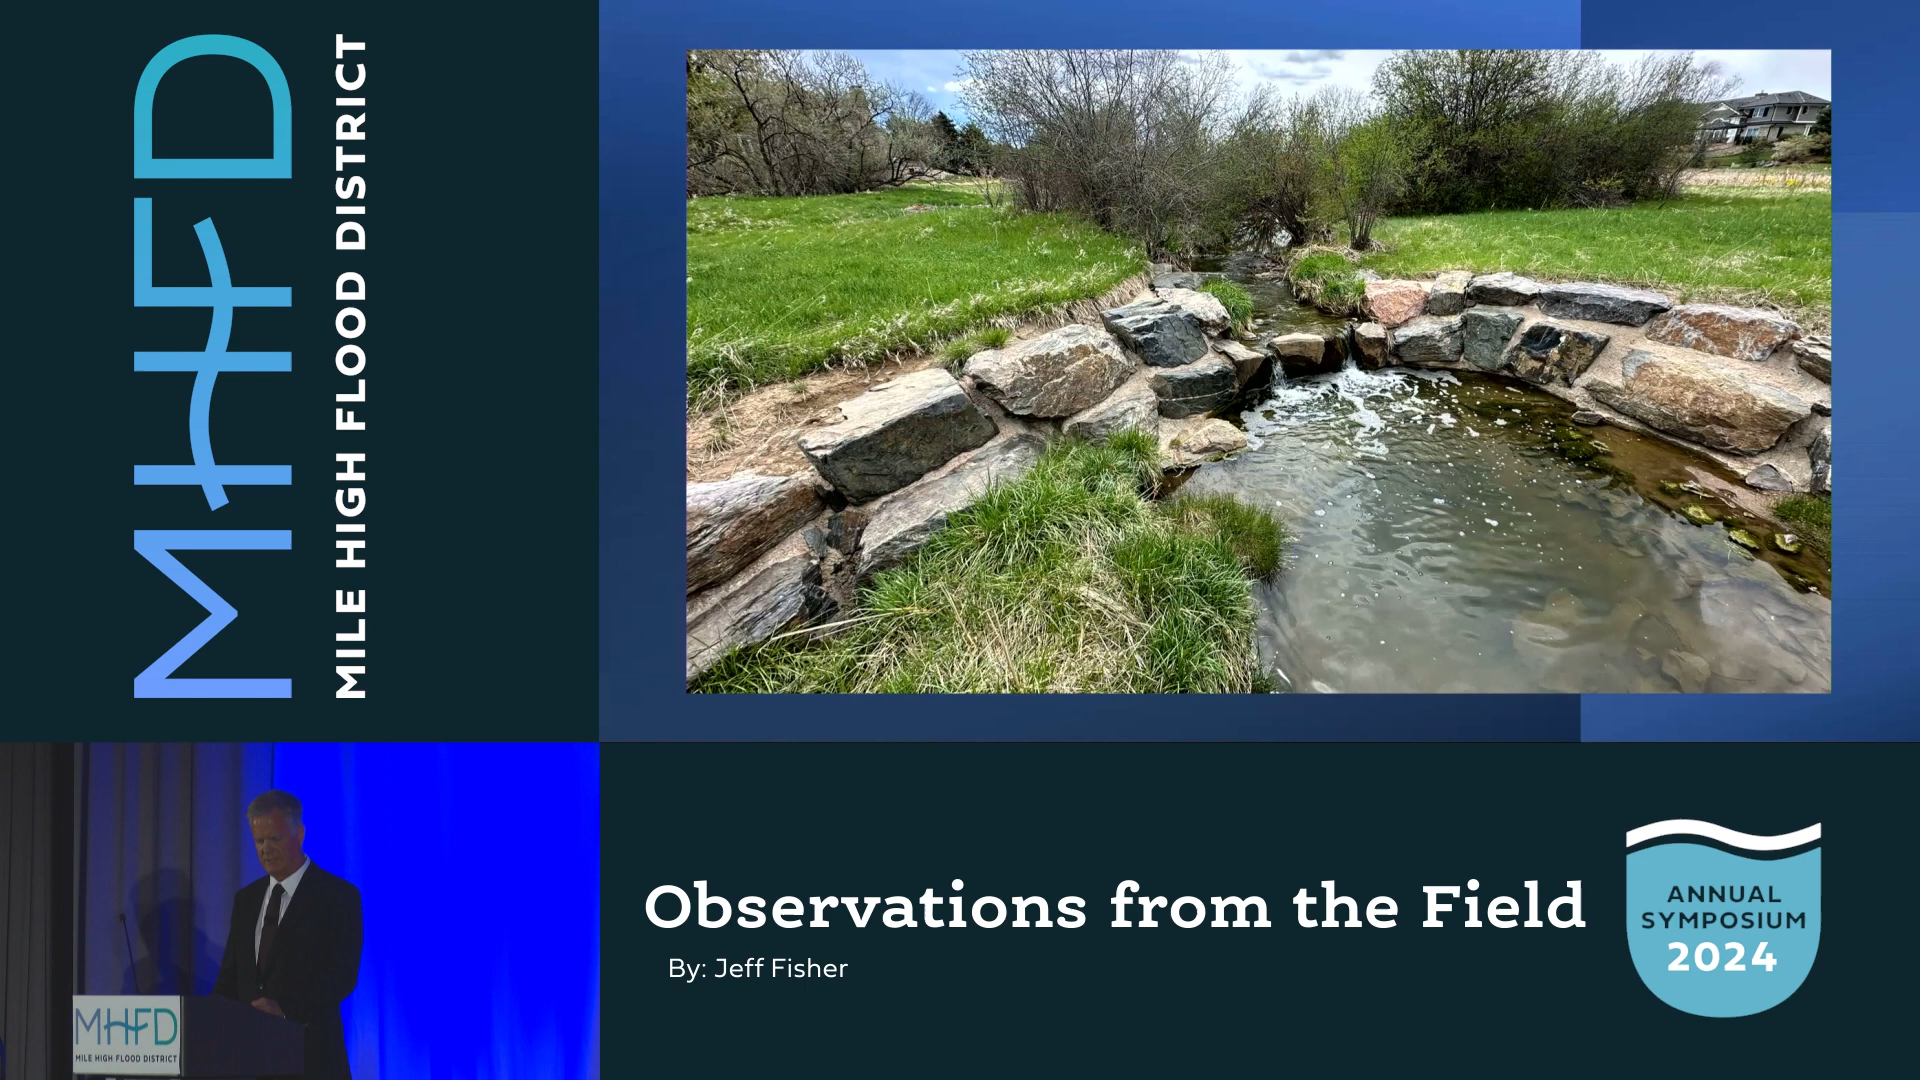 MHFD
MILE HIGH FLOOD DISTRICT
MHFD
MILE HIGH FLOOD DISTRICT
Observations from the Field
By: Jeff Fisher
ANNUAL
SYMPOSIUM
2024